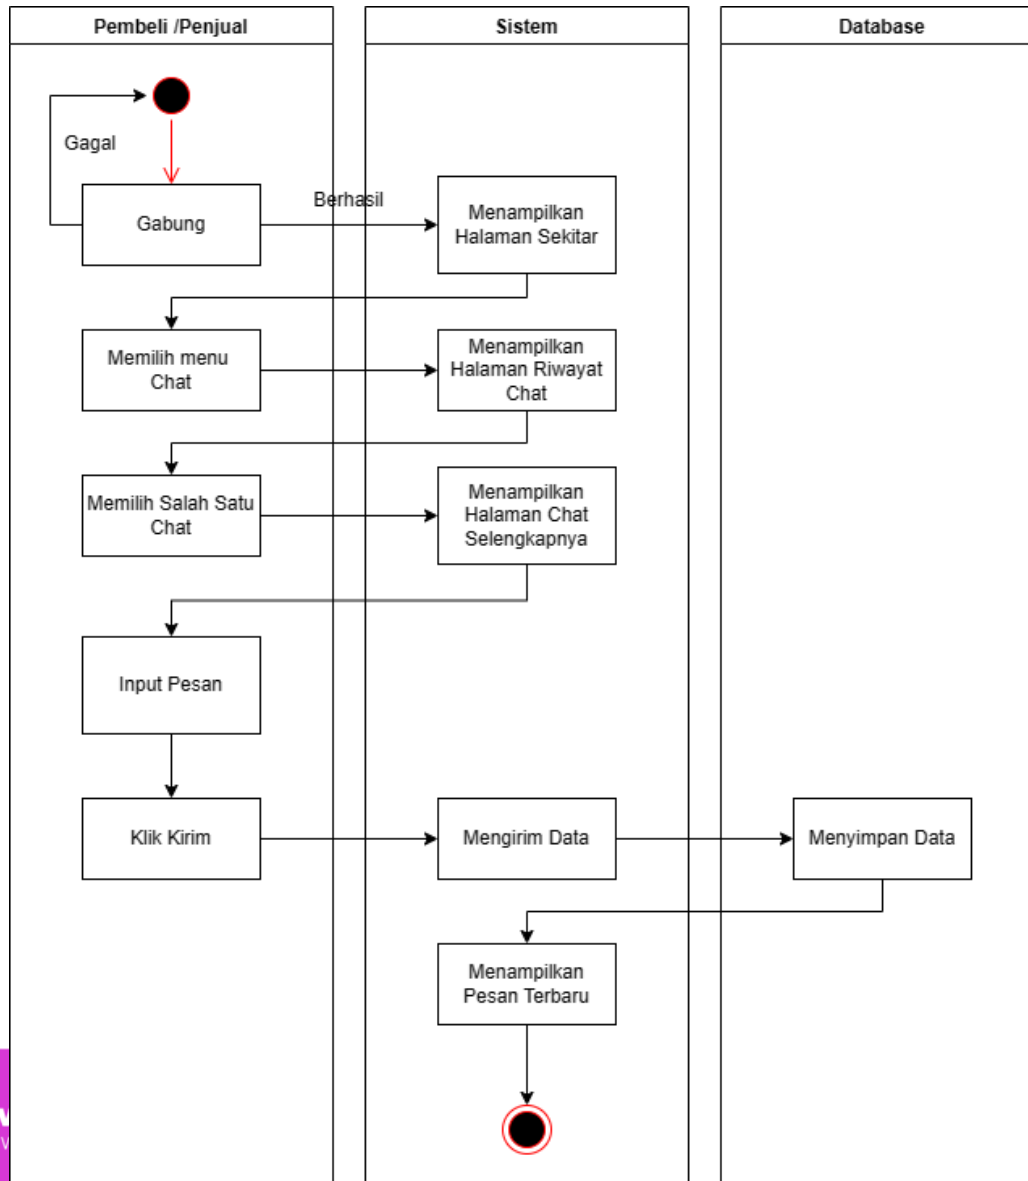 Pembeli /Penjual
Sistem
Database
Gagal
Gabung
Berhasil
Menampilkan
Halaman Sekitar
Memilih menu
Chat
Menampilkan
Halaman Riwayat
Chat
Memilih Salah Satu
Chat
Menampilkan
Halaman Chat
Selengkapnya
Input Pesan
Klik Kirim
Mengirim Data
Menyimpan Data
Menampilkan
Pesan Terbaru